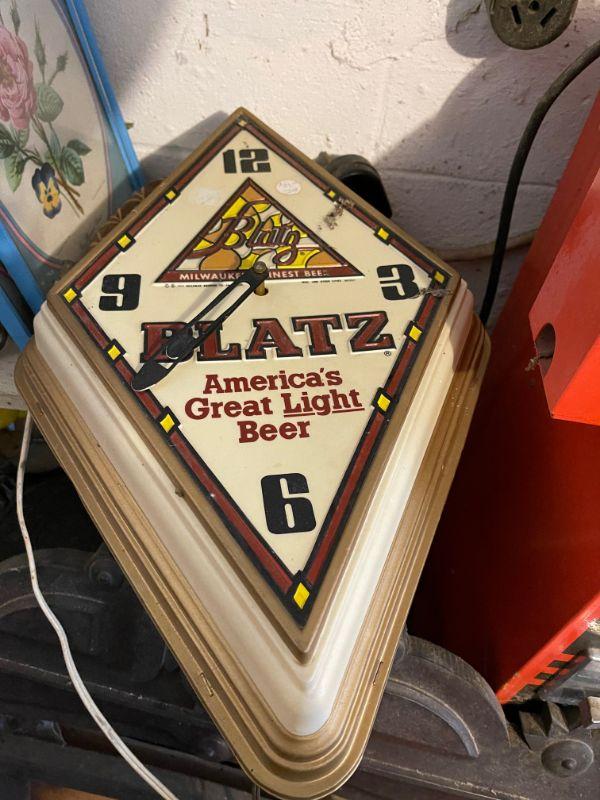 12
Blatz
MILWAUKEE'S FINEST BEER
9
3
BLATZ
®
America's
Great Light
Beer
6